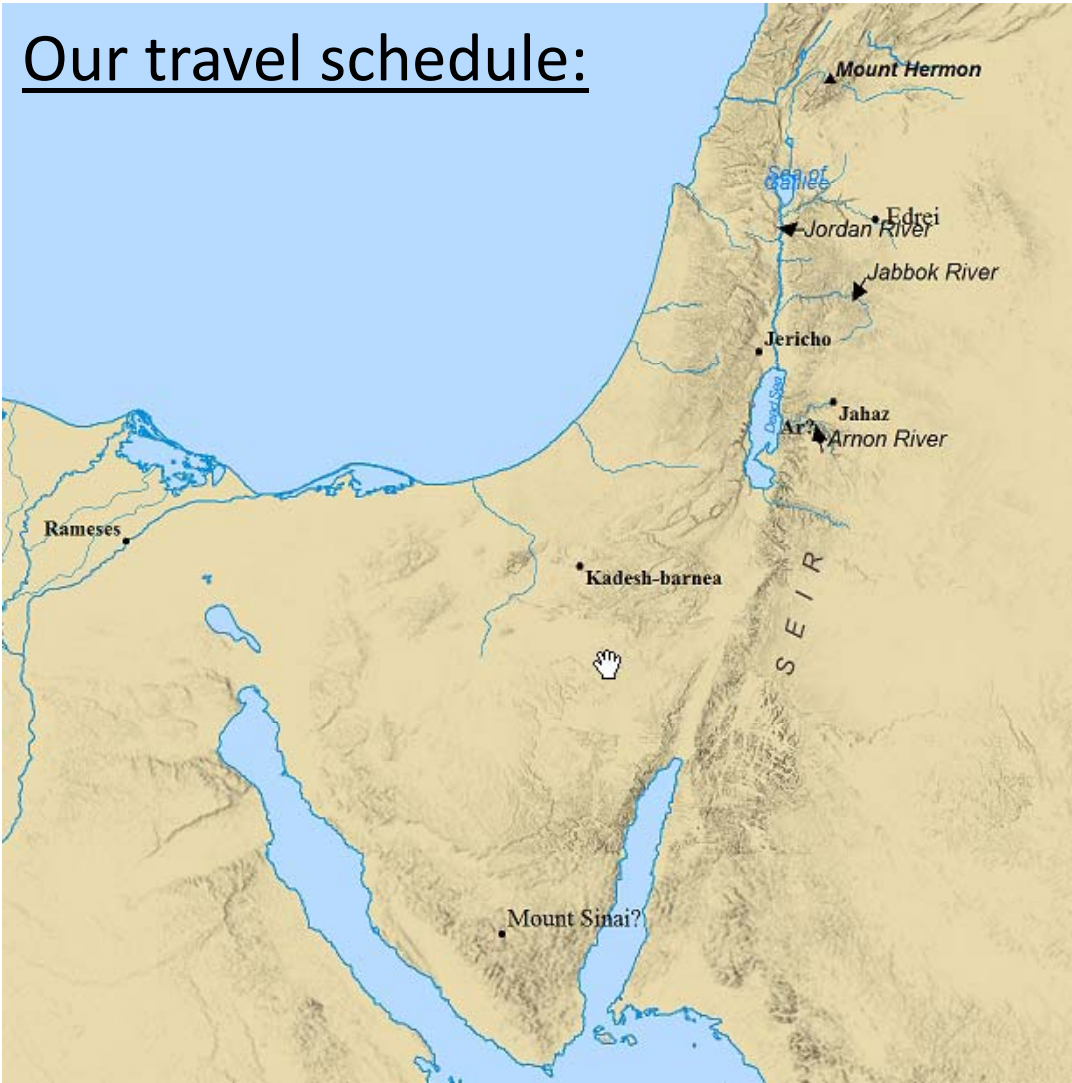 Our travel schedule:
Mount Hermon
Sea of
Galilee
Edrei
Jordan River
Jabbok River
Jericho
Dead Sea
Jahaz
Ar?
Arnon River
Rameses
Kadesh-barnea
SEIR
Mount Sinai?